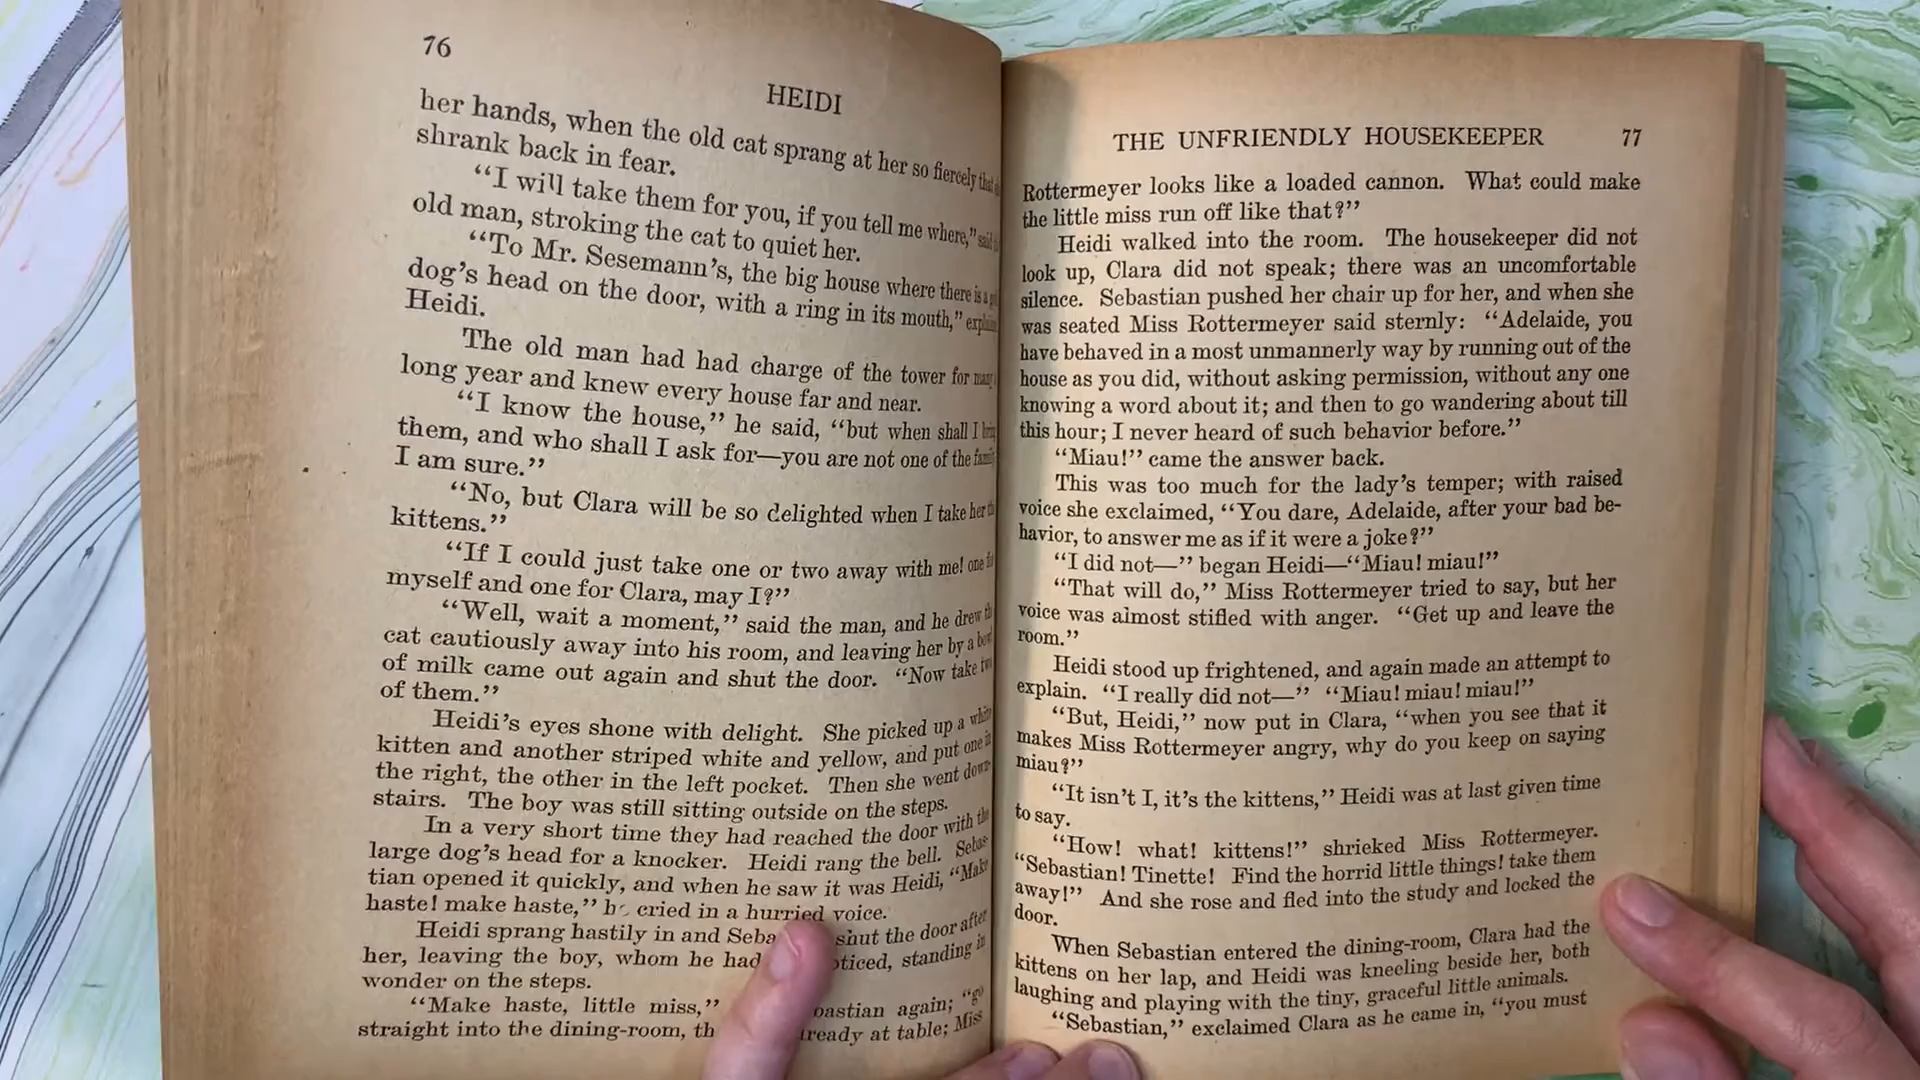 76
HEIDI
her hands, when the old cat sprang at her so fiercely that
shrank back in fear.
“I will take them for you, if you tell me where,” said
old man, stroking the cat to quiet her.
“To Mr. Sesemann’s, the big house where there is a
dog’s head on the door, with a ring in its mouth,”
Heidi.
The old man had had charge of the tower for many
long year and knew every house far and near.
“I know the house,” he said, “but when shall I bring
them, and who shall I ask for—you are not one of the family
I am sure.”
“No, but Clara will be so delighted when I take her
kittens.”
“If I could just take one or two away with me! one for
myself and one for Clara, may I?”
“Well, wait a moment,” said the man, and he drew the
cat cautiously away into his room, and leaving her by a bowl
of milk came out again and shut the door. “Now take two
of them.”
Heidi’s eyes shone with delight. She picked up a white
kitten and another striped white and yellow, and put one in
the right, the other in the left pocket. Then she went down-
stairs. The boy was still sitting outside on the steps.
In a very short time they had reached the door with the
large dog’s head for a knocker. Heidi rang the bell. Sebas-
tian opened it quickly, and when he saw it was Heidi, “Make
haste! make haste,” he cried in a hurried voice.
Heidi sprang hastily in and shut the door after
her, leaving the boy, whom he had standing in
wonder on the steps.
“Make haste, little miss,” again; “go
straight into the dining-room, at table; Miss
THE UNFRIENDLY HOUSEKEEPER 77
Rottermeyer looks like a loaded cannon. What could make
the little miss run off like that?”
Heidi walked into the room. The housekeeper did not
look up, Clara did not speak; there was an uncomfortable
silence. Sebastian pushed her chair up for her, and when she
was seated Miss Rottermeyer said sternly: “Adelaide, you
have behaved in a most unmannerly way by running out of the
house as you did, without asking permission, without any one
knowing a word about it; and then to go wandering about till
this hour; I never heard of such behavior before.”
“Miau!” came the answer back.
This was too much for the lady’s temper; with raised
voice she exclaimed, “You dare, Adelaide, after your bad be-
havior, to answer me as if it were a joke?”
“I did not—” began Heidi—“Miau! miau!”
“That will do,” Miss Rottermeyer tried to say, but her
voice was almost stifled with anger. “Get up and leave the
room.”
Heidi stood up frightened, and again made an attempt to
explain. “I really did not—” “Miau! miau! miau!”
“But, Heidi,” now put in Clara, “when you see that it
makes Miss Rottermeyer angry, why do you keep on saying
miau?”
“It isn’t I, it’s the kittens,” Heidi was at last given time
to say.
“How! what! kittens!” shrieked Miss Rottermeyer.
“Sebastian! Tinette! Find the horrid little things! take them
away!” And she rose and fled into the study and locked the
door.
When Sebastian entered the dining-room, Clara had the
kittens on her lap, and Heidi was kneeling beside her, both
laughing and playing with the tiny, graceful little animals.
“Sebastian,” exclaimed Clara as he came in, “you must